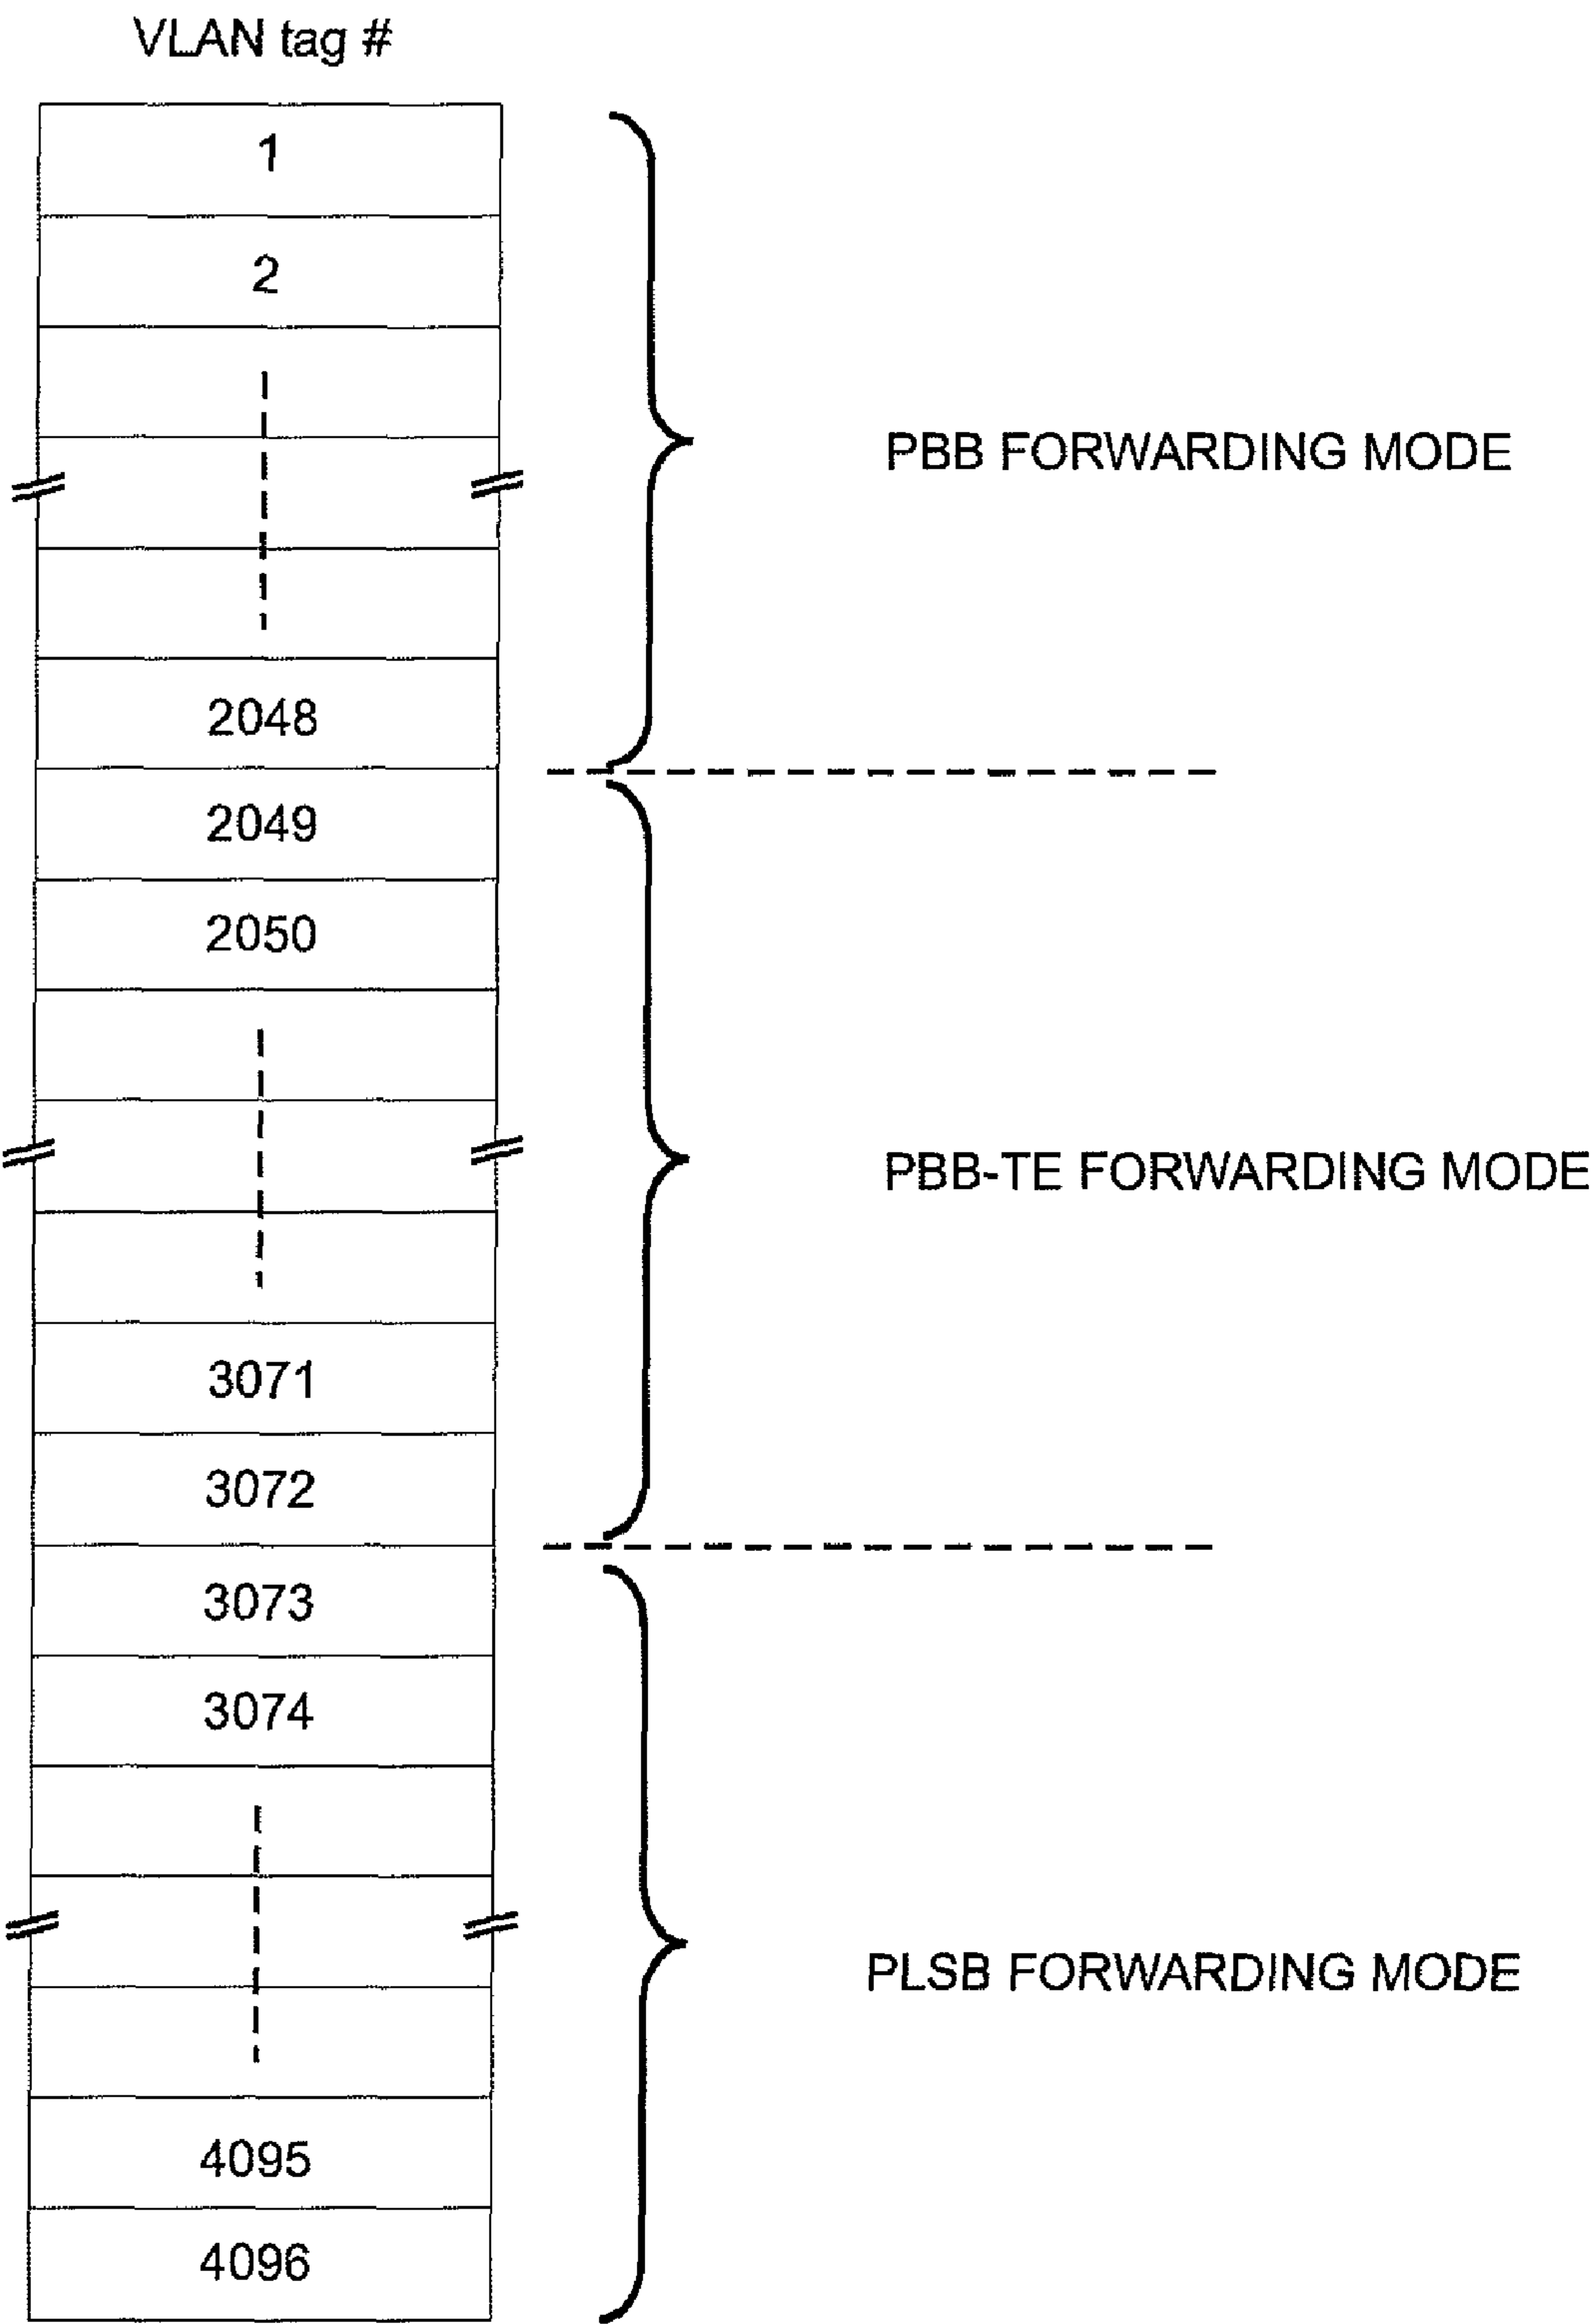 VLAN tag #
1
2
PBB FORWARDING MODE
2048
2049
2050
PBB-TE FORWARDING MODE
3071
3072
3073
3074
PLSB FORWARDING MODE
4095
4096